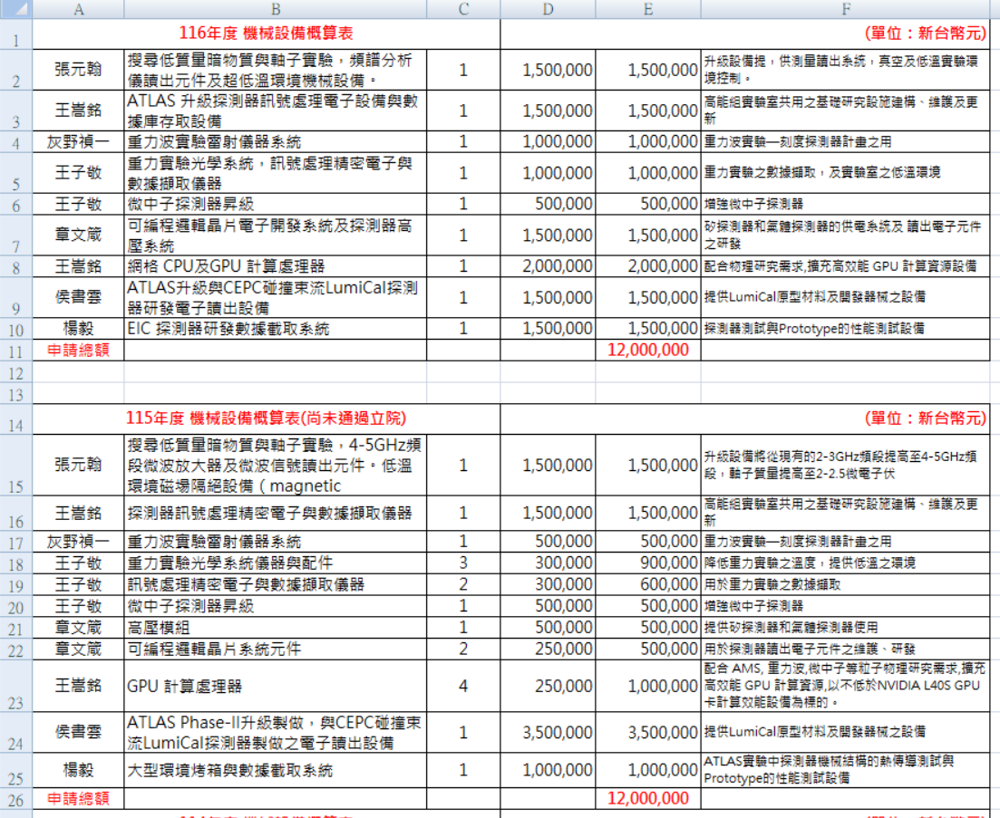 A B C D E F
1 116年度 機械設備概算表 (單位：新台幣元)
2 張元翰 搜尋低質量暗物質與軸子實驗，頻譜分析儀讀出元件及超低溫環境機械設備。 1 1,500,000 1,500,000 升級設備提，供測量讀出系統，真空及低溫實驗環境控制。
3 王嵩銘 ATLAS 升級探測器訊號處理電子設備與數據庫存取設備 1 1,500,000 1,500,000 高能組實驗室共用之基礎研究設施建構、維護及更新
4 灰野禎一 重力波實驗雷射儀器系統 1 1,000,000 1,000,000 重力波實驗—刻度探測器計畫之用
5 王子敬 重力實驗光學系統，訊號處理精密電子與數據擷取儀器 1 1,000,000 1,000,000 重力實驗之數據擷取，及實驗室之低溫環境
6 王子敬 微中子探測器昇級 1 500,000 500,000 增強微中子探測器
7 章文箴 可編程邏輯晶片電子開發系統及探測器高壓系統 1 1,500,000 1,500,000 矽探測器和氣體探測器的供電系統及 讀出電子元件之研發
8 王嵩銘 網格 CPU及GPU 計算處理器 1 2,000,000 2,000,000 配合物理研究需求,擴充高效能 GPU 計算資源設備
9 侯書雲 ATLAS升級與CEPC碰撞束流LumiCal探測器研發電子讀出設備 1 1,500,000 1,500,000 提供LumiCal原型材料及開發器械之設備
10 楊毅 EIC 探測器研發數據截取系統 1 1,500,000 1,500,000 探測器測試與Prototype的性能測試設備
11 申請總額 12,000,000
12
13
14 115年度 機械設備概算表(尚未通過立院) (單位：新台幣元)
15 張元翰 搜尋低質量暗物質與軸子實驗，4-5GHz頻段微波放大器及微波信號讀出元件。低溫環境磁場隔絕設備 ( magnetic 1 1,500,000 1,500,000 升級設備將從現有的2-3GHz頻段提高至4-5GHz頻段，軸子質量提高至2-2.5微電子伏
16 王嵩銘 探測器訊號處理精密電子與數據擷取儀器 1 1,500,000 1,500,000 高能組實驗室共用之基礎研究設施建構、維護及更新
17 灰野禎一 重力波實驗雷射儀器系統 1 500,000 500,000 重力波實驗—刻度探測器計畫之用
18 王子敬 重力實驗光學系統儀器與配件 3 300,000 900,000 降低重力實驗之溫度，提供低溫之環境
19 王子敬 訊號處理精密電子與數據擷取儀器 2 300,000 600,000 用於重力實驗之數據擷取
20 王子敬 微中子探測器昇級 1 500,000 500,000 增強微中子探測器
21 章文箴 高壓模組 1 500,000 500,000 提供矽探測器和氣體探測器使用
22 章文箴 可編程邏輯晶片系統元件 2 250,000 500,000 用於探測器讀出電子元件之維護、研發
23 王嵩銘 GPU 計算處理器 4 250,000 1,000,000 配合 AMS, 重力波,微中子等粒子物理研究需求,擴充高效能 GPU 計算資源,以不低於NVIDIA L40S GPU 卡計算效能設備為標的。
24 侯書雲 ATLAS Phase-II升級製做，與CEPC碰撞束流LumiCal探測器製做之電子讀出設備 1 3,500,000 3,500,000 提供LumiCal原型材料及開發器械之設備
25 楊毅 大型環境烤箱與數據截取系統 1 1,000,000 1,000,000 ATLAS實驗中探測器機械結構的熱傳導測試與Prototype的性能測試設備
26 申請總額 12,000,000